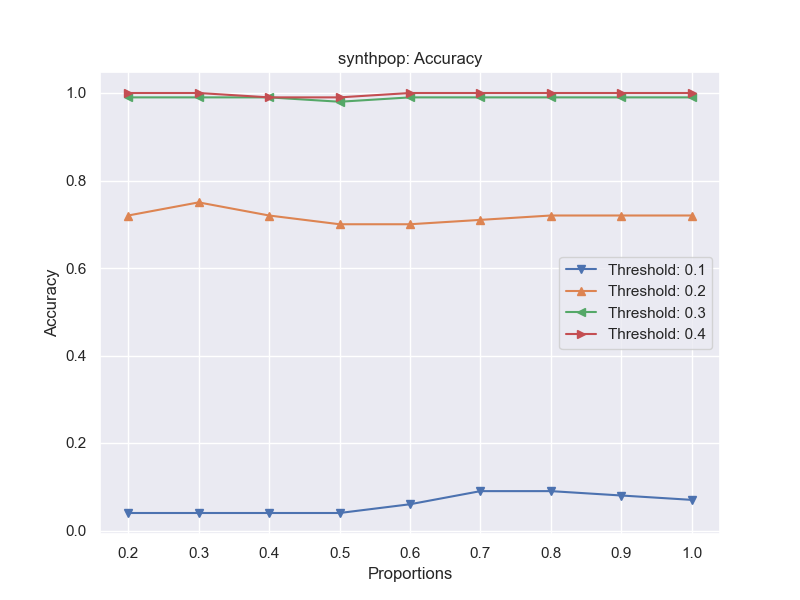 synthpop: Accuracy
1.0
0.8
0.6
0.4
0.2
0.0
Accuracy
Threshold: 0.1
Threshold: 0.2
Threshold: 0.3
Threshold: 0.4
0.2 0.3 0.4 0.5 0.6 0.7 0.8 0.9 1.0
Proportions